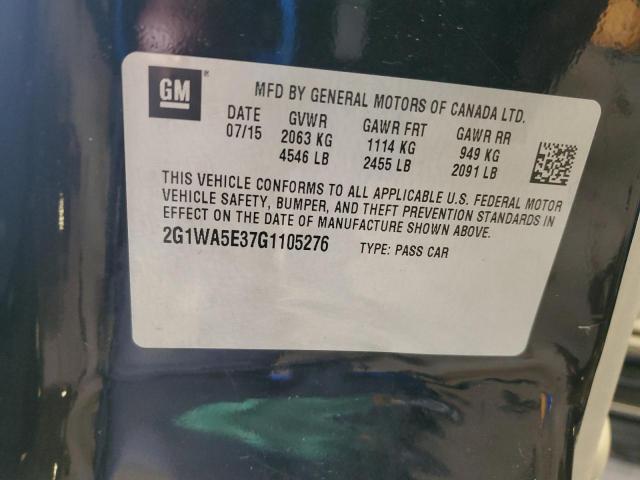 GM ®
MFD BY GENERAL MOTORS OF CANADA LTD.
DATE GVWR GAWR FRT GAWR RR
07/15 2063 KG 1114 KG 949 KG
4546 LB 2455 LB 2091 LB
THIS VEHICLE CONFORMS TO ALL APPLICABLE U.S. FEDERAL MOTOR
VEHICLE SAFETY, BUMPER, AND THEFT PREVENTION STANDARDS IN
EFFECT ON THE DATE OF MANUFACTURE SHOWN ABOVE.
2G1WA5E37G1105276 TYPE: PASS CAR